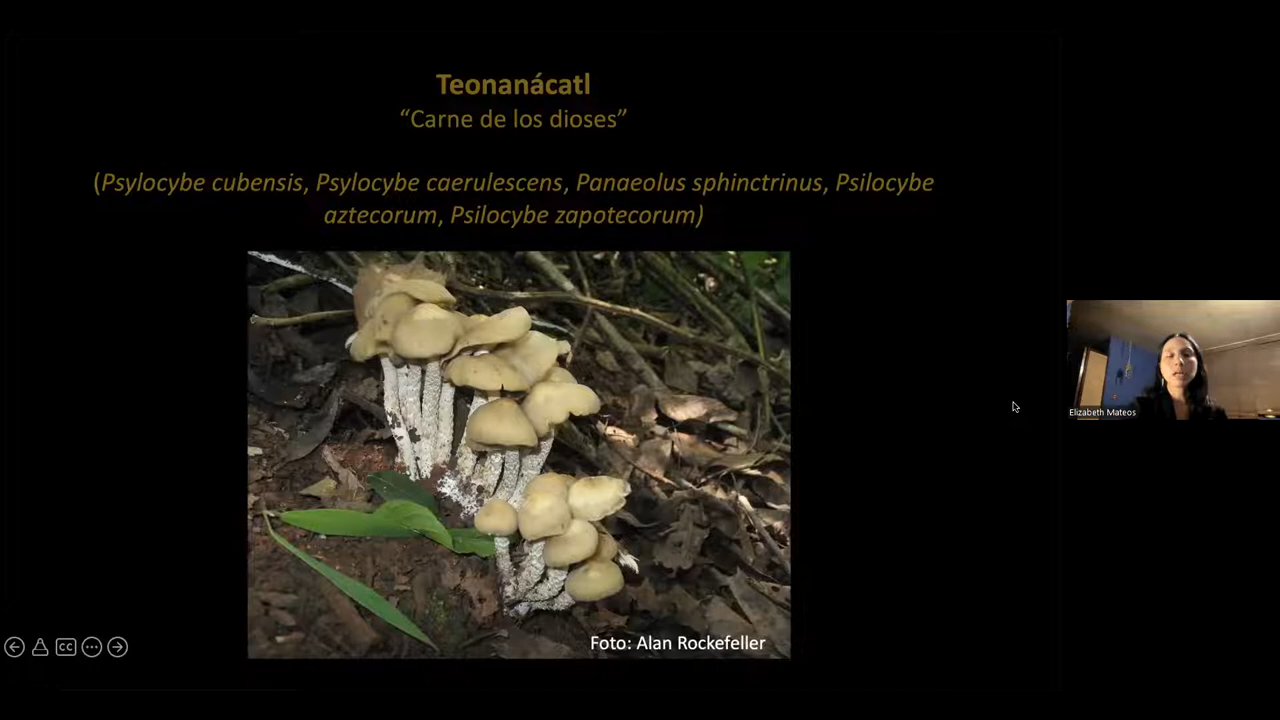 Teonanácatl
“Carne de los dioses”
(Psylocybe cubensis, Psylocybe caerulescens, Panaeolus sphinctrinus, Psilocybe
aztecorum, Psilocybe zapotecorum)
Elizabeth Mateos
Foto: Alan Rockefeller
CC